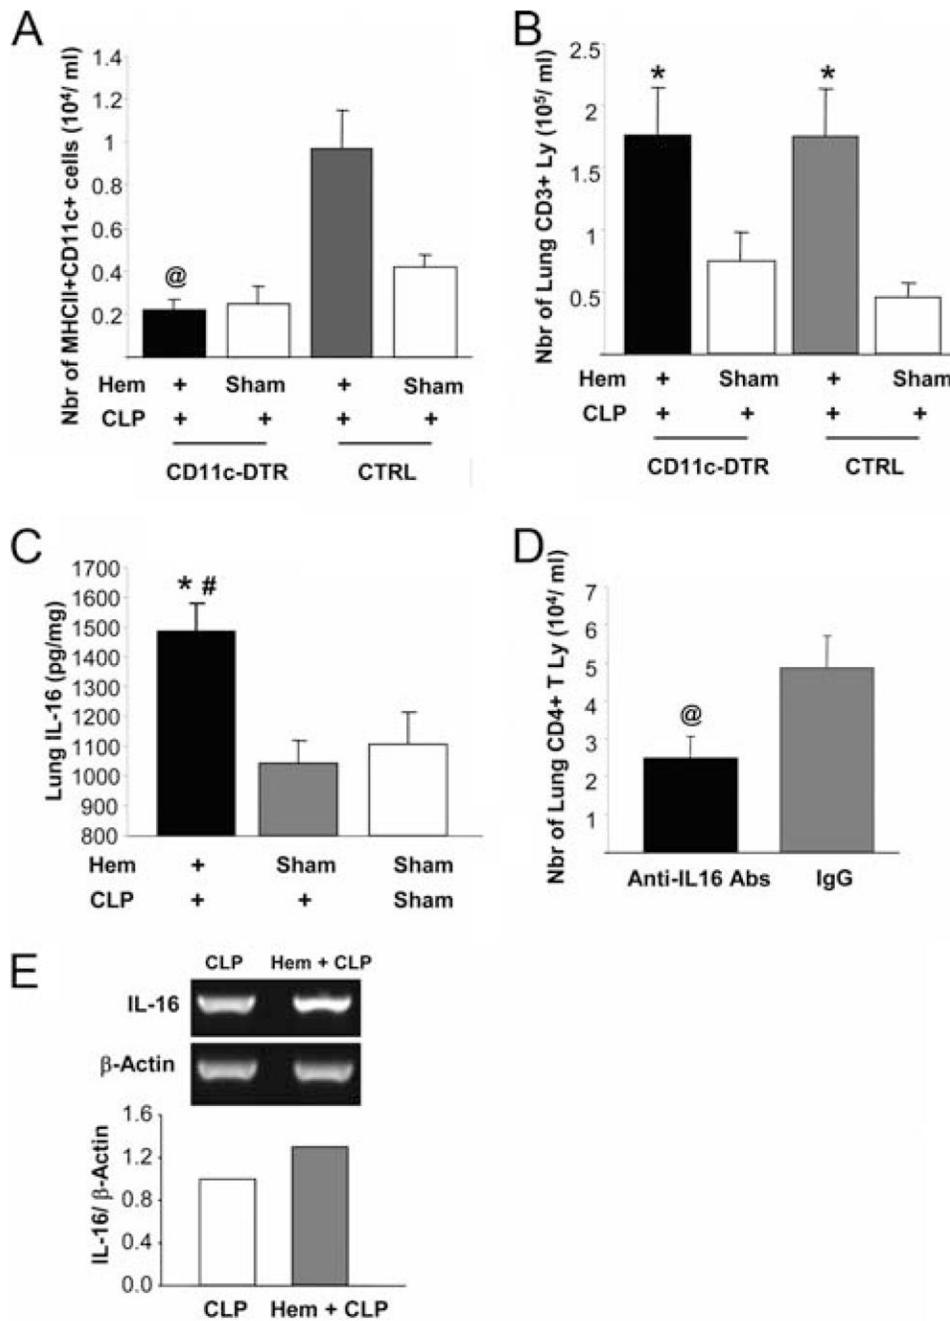 A
Nbr of MHCII+CD11c+ cells (10⁴/ ml)
1.4
1.2
1
0.8
0.6
0.4
0.2
@
Hem + Sham + Sham
CLP + + + +
CD11c-DTR CTRL
B
Nbr of Lung CD3+ Ly (10⁵/ ml)
2.5
2
1.5
1
0.5
* *
Hem + Sham + Sham
CLP + + + +
CD11c-DTR CTRL
C
Lung IL-16 (pg/mg)
1700
1600
1500
1400
1300
1200
1100
1000
900
800
* #
Hem + Sham Sham
CLP + + Sham
D
Nbr of Lung CD4+ T Ly (10⁴/ ml)
7
6
5
4
3
2
1
@
Anti-IL16 Abs IgG
E
CLP Hem + CLP
IL-16
β-Actin
IL-16/ β-Actin
1.6
1.2
0.8
0.4
0.0
CLP Hem + CLP